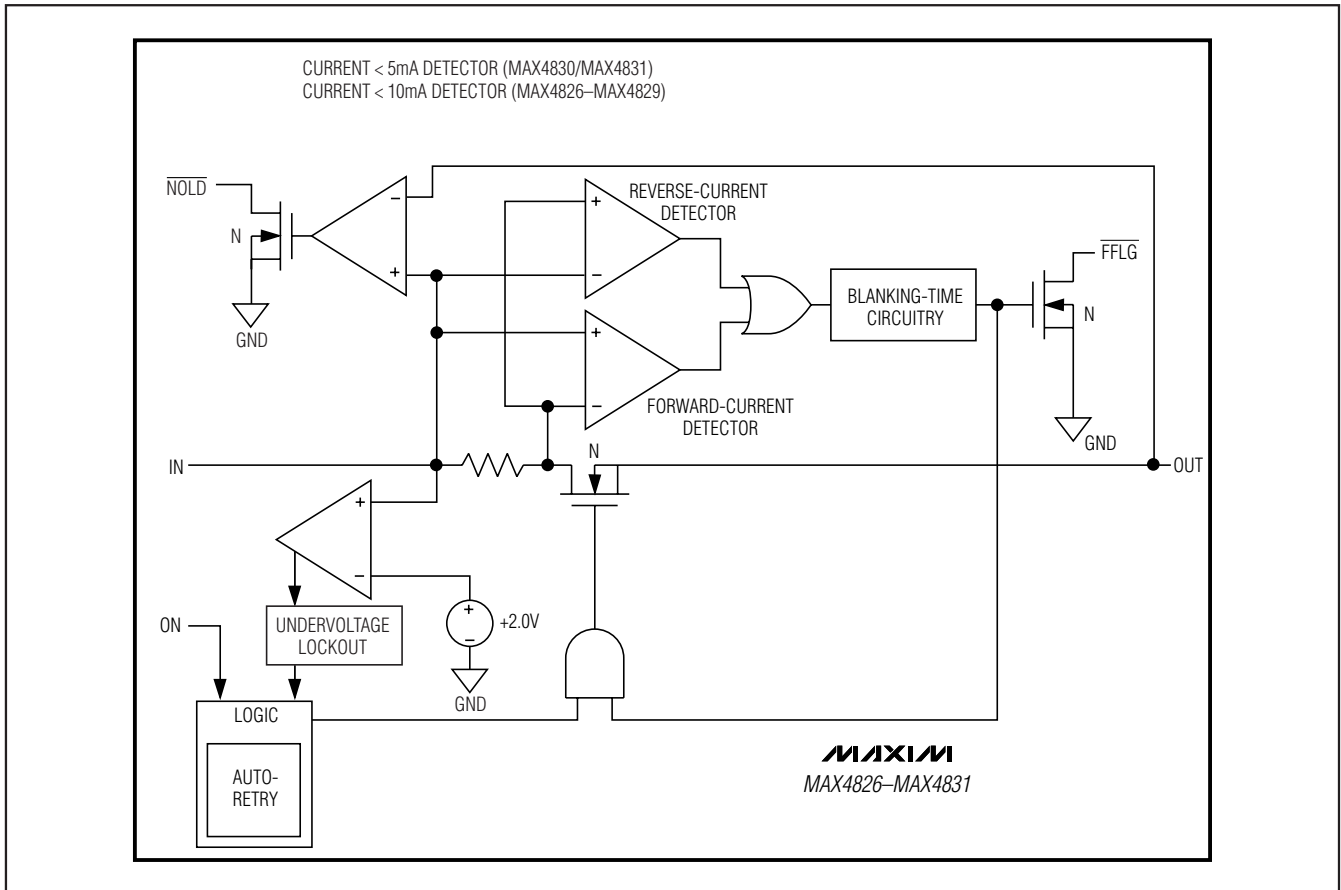 CURRENT < 5mA DETECTOR (MAX4830/MAX4831)
CURRENT < 10mA DETECTOR (MAX4826–MAX4829)
NOLD
−
+
N
GND
REVERSE-CURRENT
DETECTOR
+
−
+
−
FORWARD-CURRENT
DETECTOR
BLANKING-TIME
CIRCUITRY
FFLG
N
GND
IN
N
OUT
+
−
ON
UNDERVOLTAGE
LOCKOUT
+
−
+2.0V
GND
LOGIC
AUTO-
RETRY
MAXIM
MAX4826–MAX4831